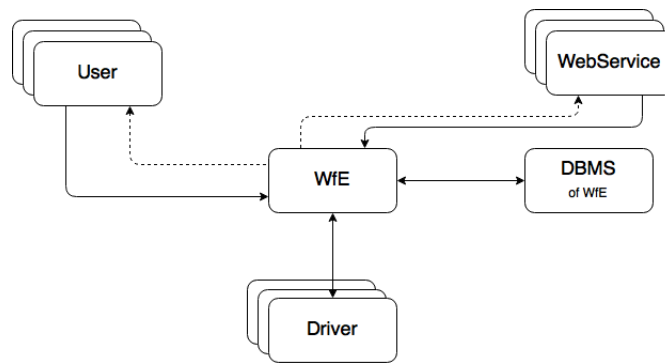 User
WebService
WfE
DBMS
of WfE
Driver